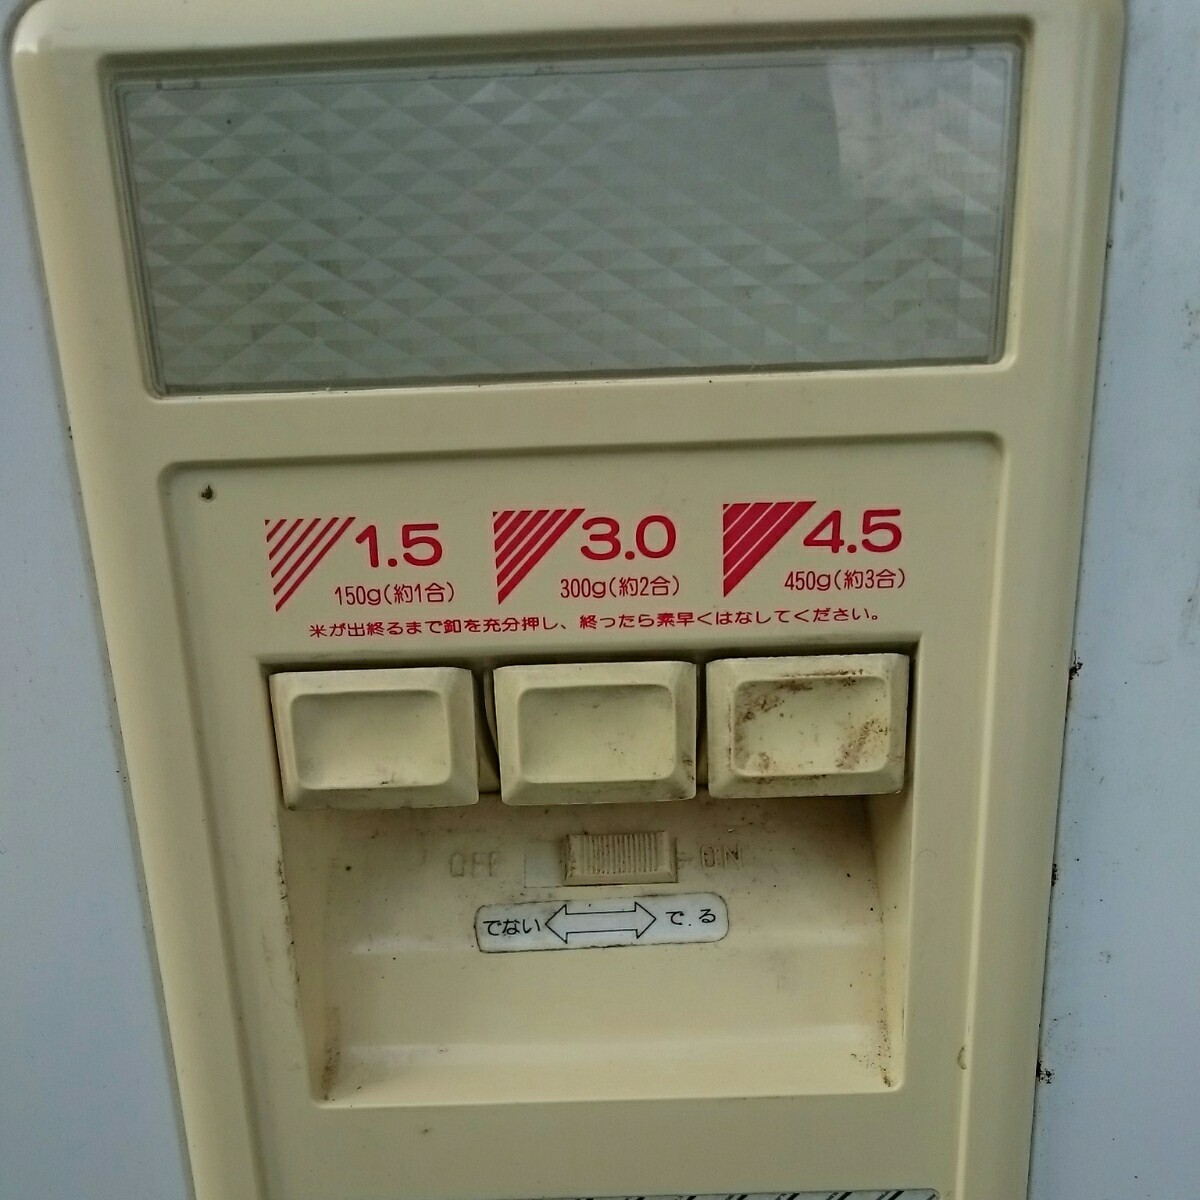 1.5 3.0 4.5
150g(約1合) 300g(約2合) 450g(約3合)
米が出終るまで釦を充分押し、終ったら素早くはなしてください。
OFF ON
でない で.る